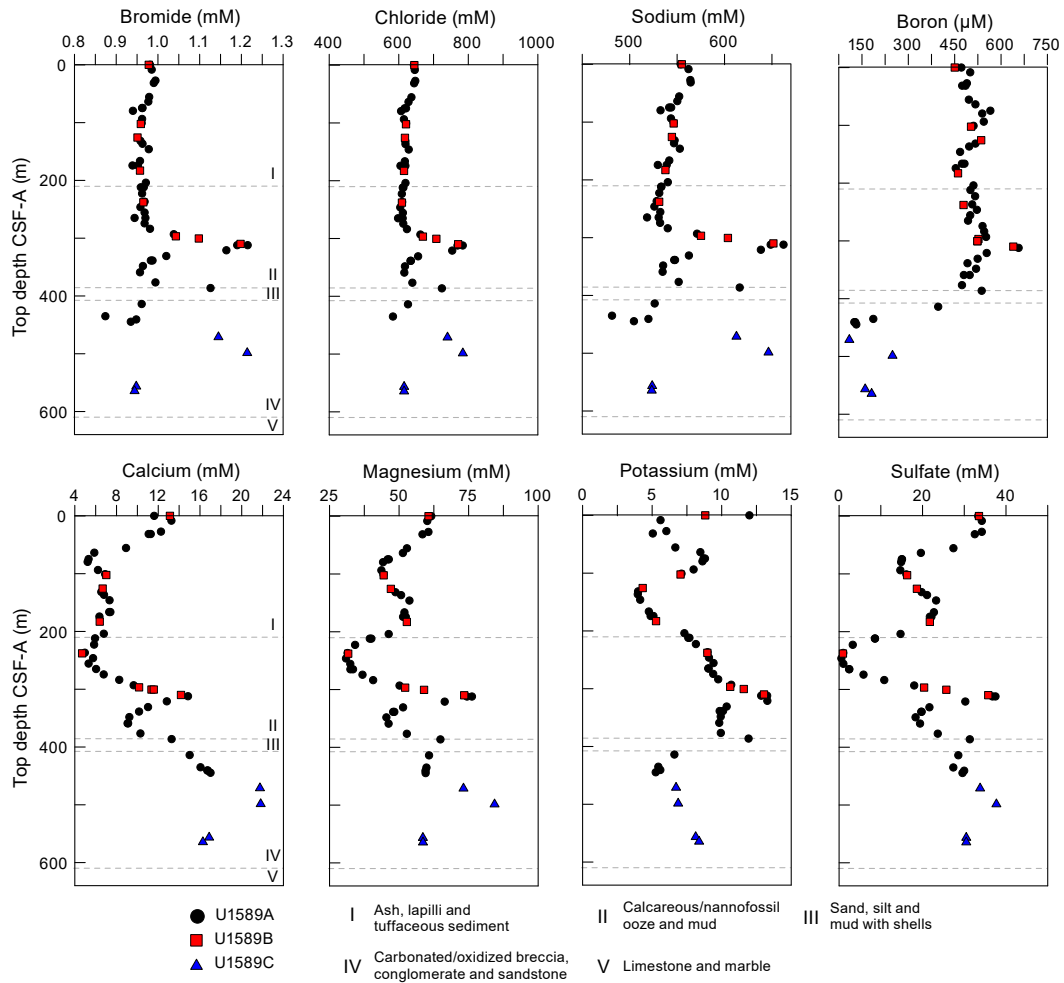 Bromide (mM)
0.8 0.9 1.0 1.1 1.2 1.3
Chloride (mM)
400 600 800 1000
Sodium (mM)
500 600
Boron (µM)
150 300 450 600 750
Top depth CSF-A (m)
0
200
400
600
I
II
III
IV
V
Calcium (mM)
4 8 12 16 20 24
Magnesium (mM)
25 50 75 100
Potassium (mM)
0 5 10 15
Sulfate (µM)
0 20 40
Top depth CSF-A (m)
0
200
400
600
I
II
III
IV
V
U1589A
U1589B
U1589C
I Ash, lapilli and
tuffaceous sediment
II Calcareous/nannofossil
ooze and mud
III Sand, silt and
mud with shells
IV Carbonated/oxidized breccia,
conglomerate and sandstone
V Limestone and marble